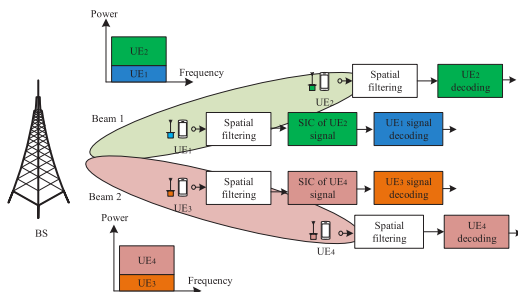 Power
UE2
UE1
Frequency
Beam 1
UE2
Spatial
filtering
UE2
decoding
UE1
Spatial
filtering
SIC of UE2
signal
UE1 signal
decoding
BS
Beam 2
UE3
Spatial
filtering
SIC of UE4
signal
UE3 signal
decoding
UE4
Spatial
filtering
UE4
decoding
Power
UE4
UE3
Frequency